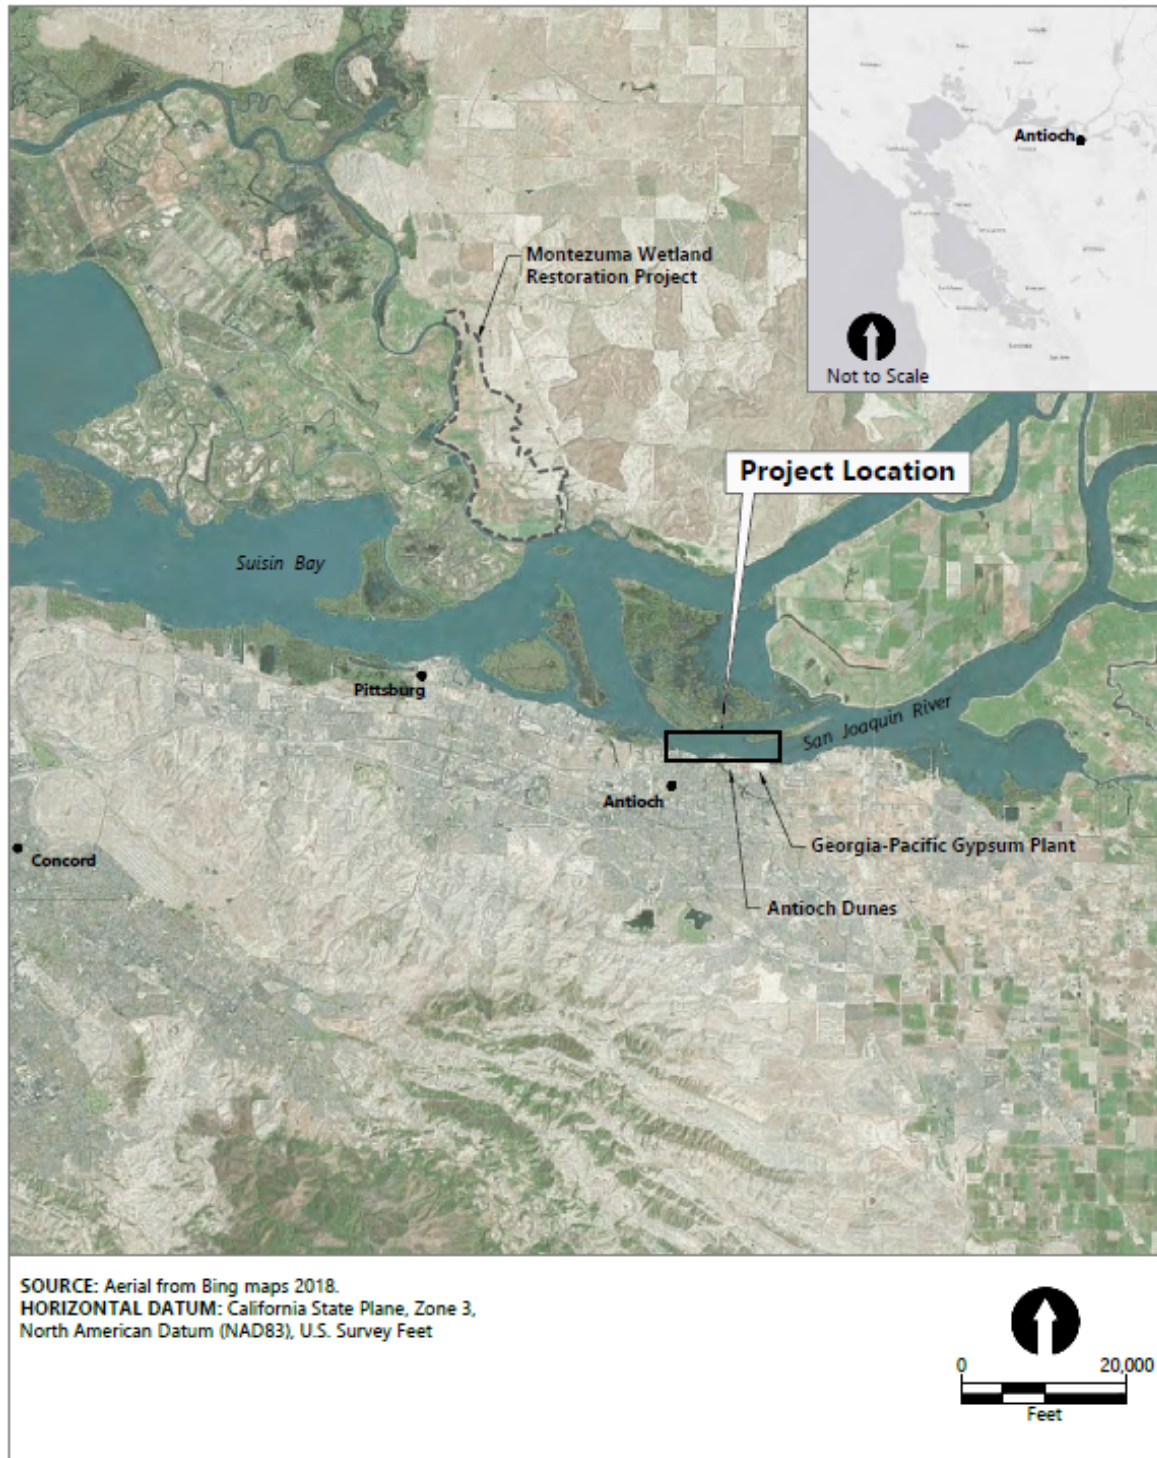 Antioch
Not to Scale
Montezuma Wetland
Restoration Project
Project Location
Suisin Bay
Pittsburg
San Joaquin River
Antioch
Georgia-Pacific Gypsum Plant
Concord
Antioch Dunes
SOURCE: Aerial from Bing maps 2018.
HORIZONTAL DATUM: California State Plane, Zone 3,
North American Datum (NAD83), U.S. Survey Feet
0 20,000
Feet